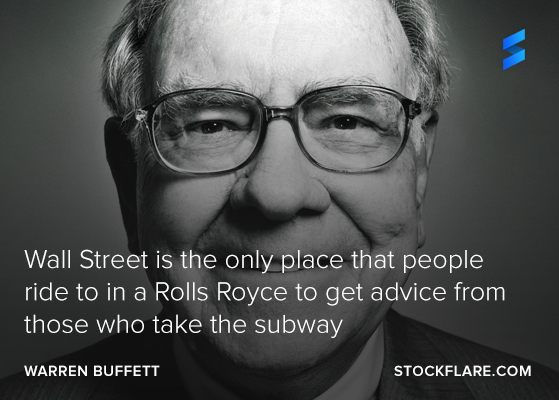 Wall Street is the only place that people
ride to in a Rolls Royce to get advice from
those who take the subway
WARREN BUFFETT
STOCKFLARE.COM